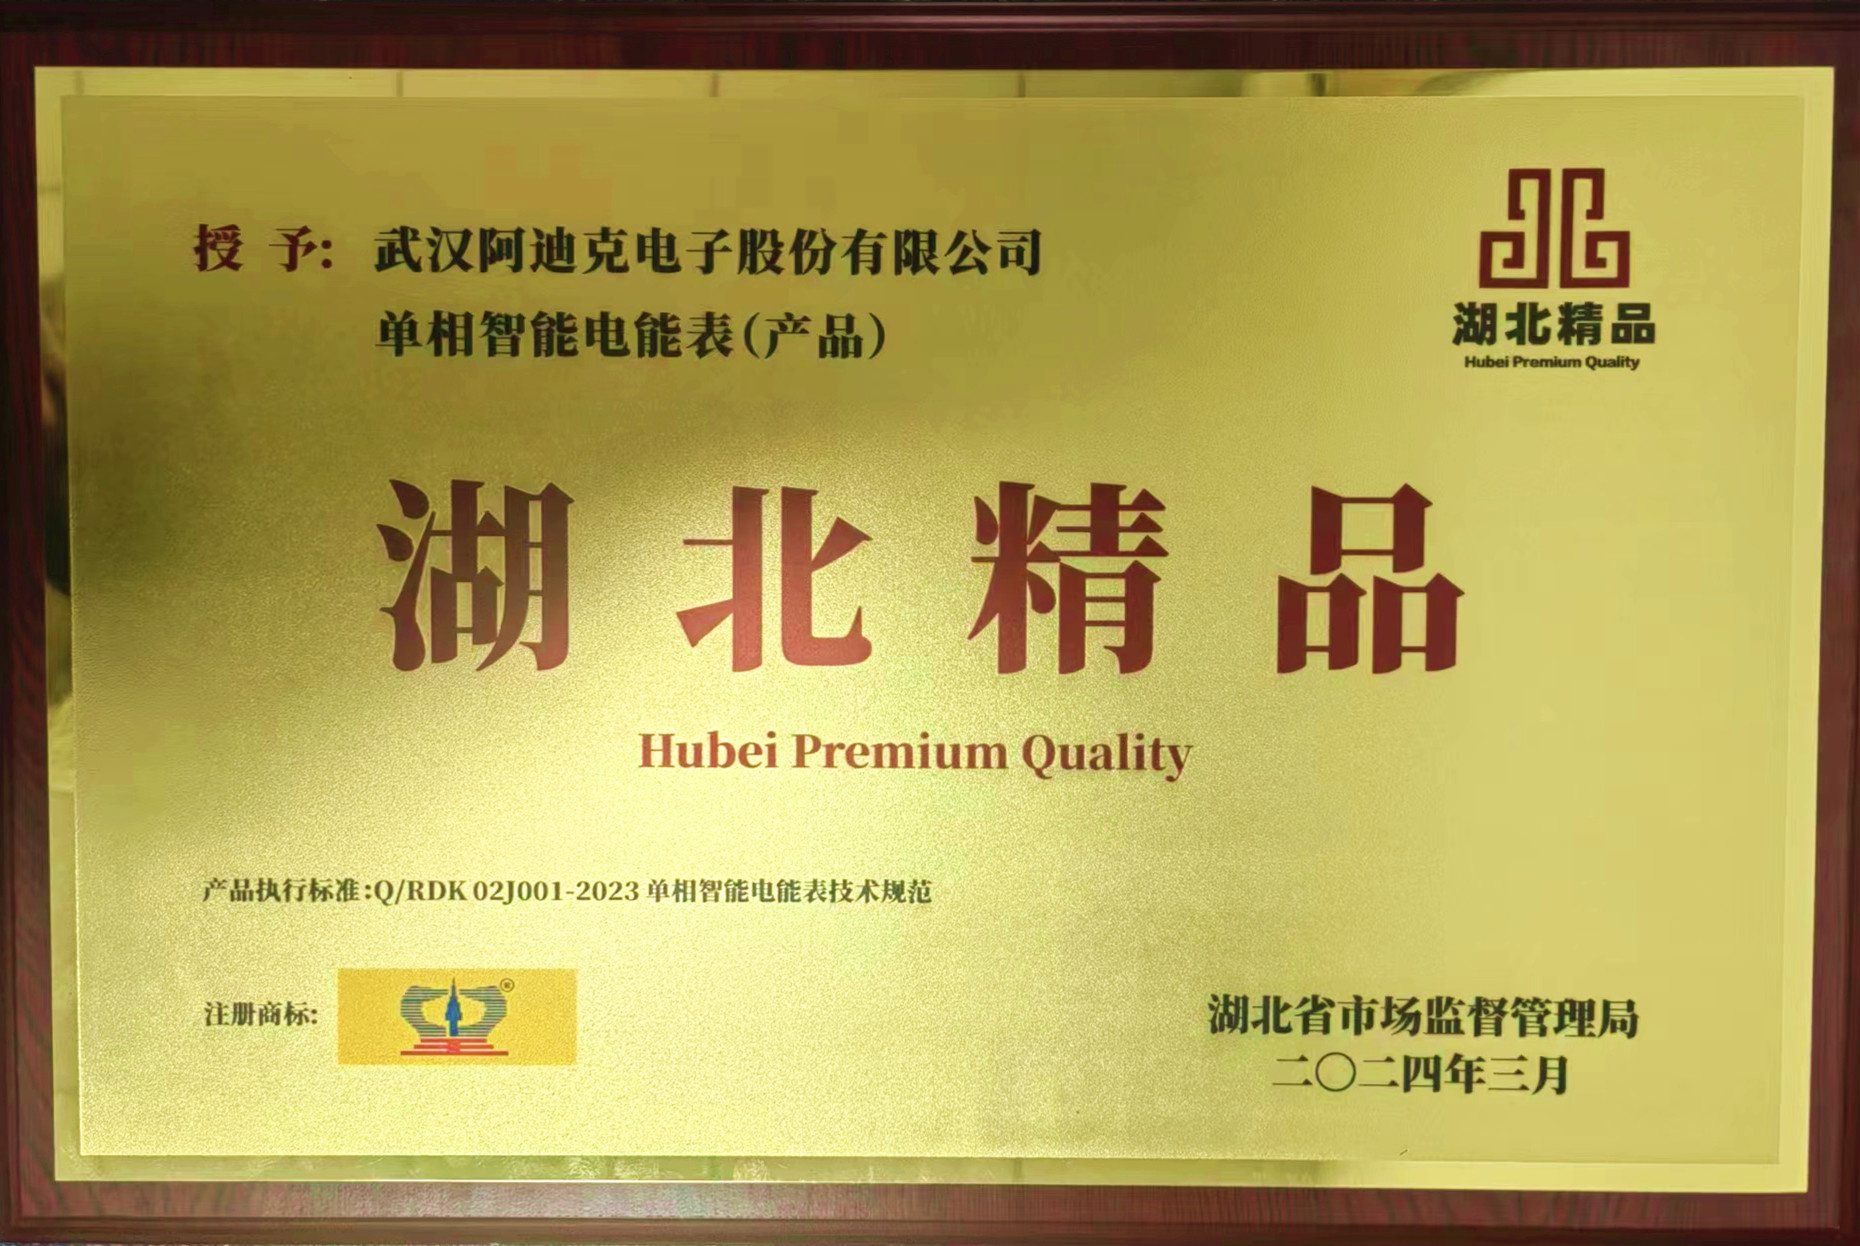 授 予: 武汉阿迪克电子股份有限公司
单相智能电能表(产品)
湖北精品
Hubei Premium Quality
湖北精品
Hubei Premium Quality
产品执行标准:Q/RDK 02J001-2023 单相智能电能表技术规范
注册商标:
®
湖北省市场监督管理局
二〇二四年三月